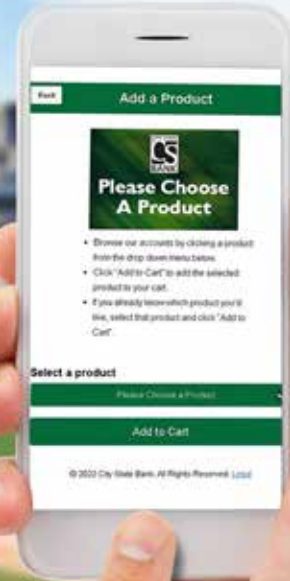 Back
Add a Product
CS
BANK
Please Choose
A Product
• Browse our accounts by clicking a product
from the drop down menu below.
• Click "Add to Cart" to add the selected
product to your cart.
• If you already know which product you'd
like, select that product and click "Add to
Cart".
Select a product
Please Choose a Product
Add to Cart
© 2022 City State Bank. All Rights Reserved. Legal